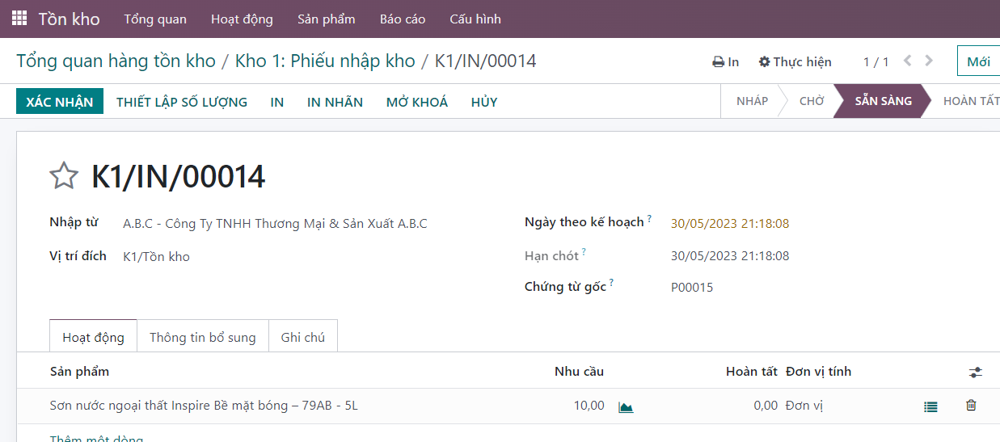 Tồn kho Tổng quan Hoạt động Sản phẩm Báo cáo Cấu hình
Tổng quan hàng tồn kho / Kho 1: Phiếu nhập kho / K1/IN/00014 In Thực hiện 1 / 1 Mới
XÁC NHẬN THIẾT LẬP SỐ LƯỢNG IN IN NHÃN MỞ KHOÁ HỦY NHÁP CHỜ SẴN SÀNG HOÀN TẤT
K1/IN/00014
Nhập từ A.B.C - Công Ty TNHH Thương Mại & Sản Xuất A.B.C Ngày theo kế hoạch ? 30/05/2023 21:18:08
Vị trí đích K1/Tồn kho Hạn chót ? 30/05/2023 21:18:08
Chứng từ gốc ? P00015
Hoạt động Thông tin bổ sung Ghi chú
Sản phẩm Nhu cầu Hoàn tất Đơn vị tính
Sơn nước ngoại thất Inspire Bề mặt bóng – 79AB - 5L 10,00 0,00 Đơn vị
Thêm một dòng